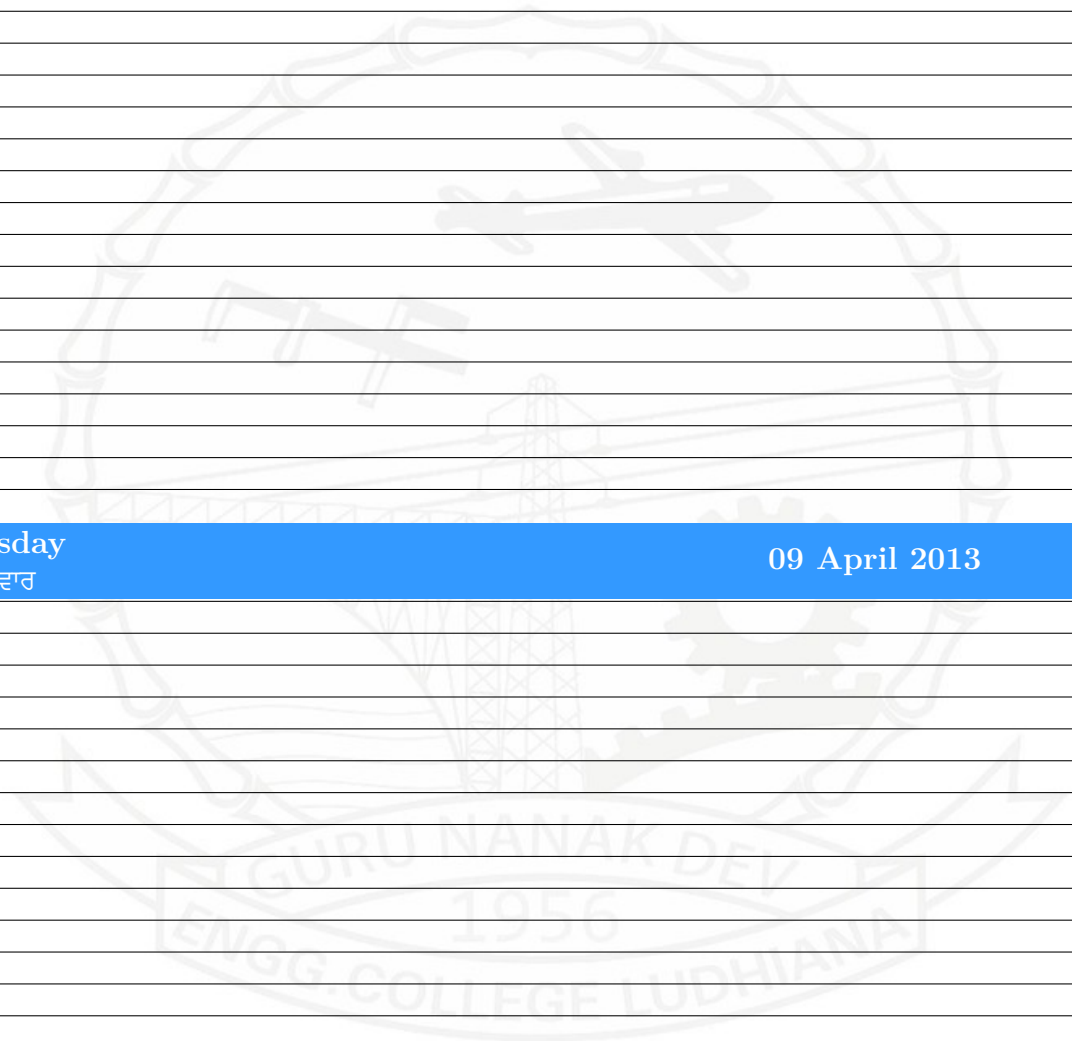 sday
ਵਾਰ
09 April 2013
GURU NANAK DEV
1956
ENGG. COLLEGE LUDHIANA